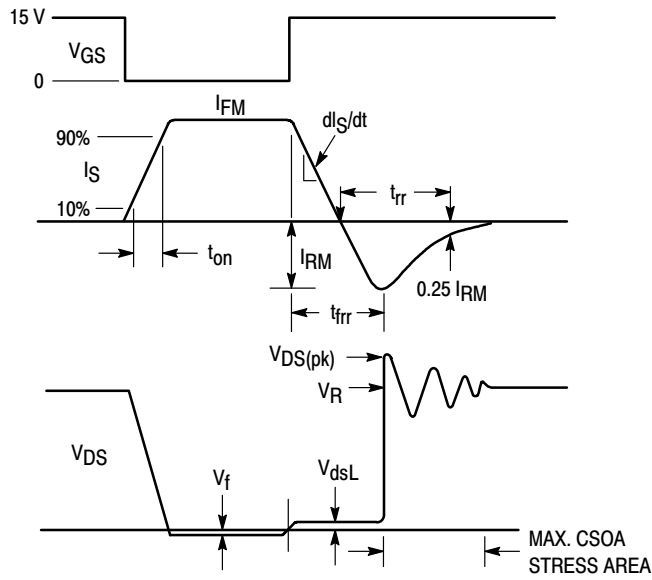 15 V
VGS
0
IFM
dIS/dt
90%
IS
10%
trr
ton
IRM
0.25 IRM
tfrr
VDS(pk)
VR
VDS
Vf
VdsL
MAX. CSOA
STRESS AREA